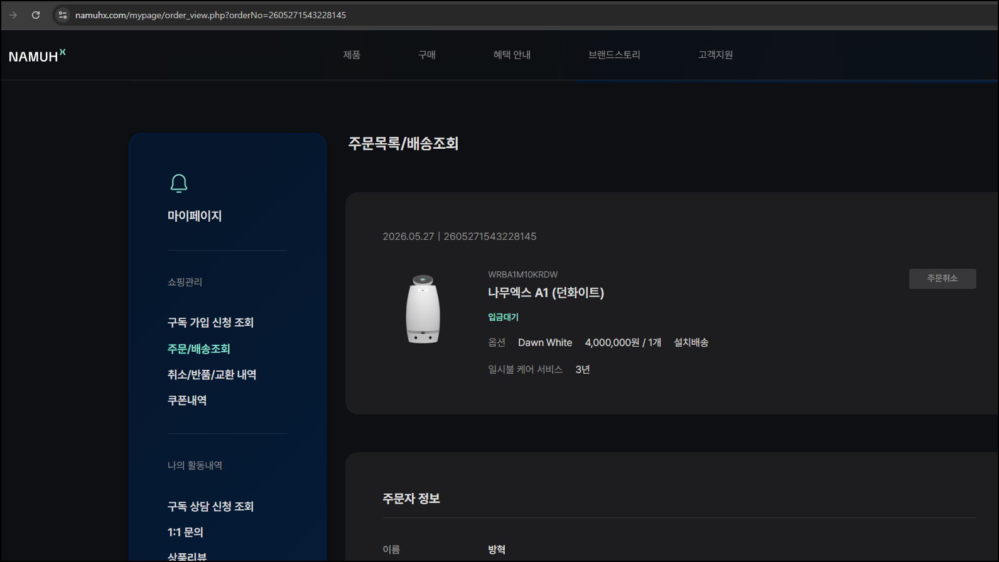 namuhx.com/mypage/order_view.php?orderNo=2605271543228145
NAMUHX
제품
구매
혜택 안내
브랜드스토리
고객지원
마이페이지
쇼핑관리
구독 가입 신청 조회
주문/배송조회
취소/반품/교환 내역
쿠폰내역
나의 활동내역
구독 상담 신청 조회
1:1 문의
상품리뷰
주문목록/배송조회
2026.05.27 | 2605271543228145
WRBA1M10KRDW
나무엑스 A1 (던화이트)
입금대기
옵션 Dawn White 4,000,000원 / 1개 설치배송
일시불 케어 서비스 3년
주문취소
주문자 정보
이름 방혁